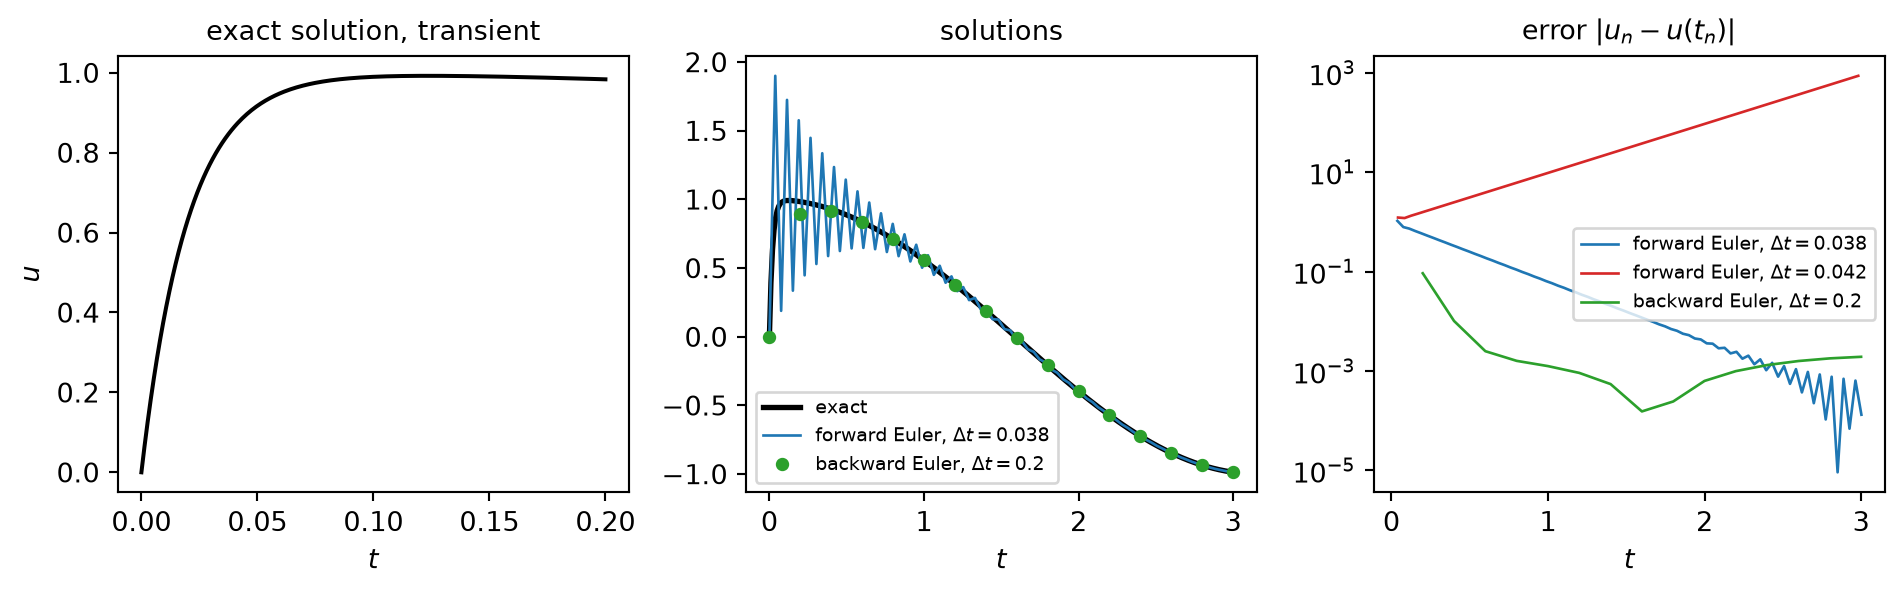 exact solution, transient
1.0
0.8
0.6
0.4
0.2
0.0
u
0.00 0.05 0.10 0.15 0.20
t
solutions
2.0
1.5
1.0
0.5
0.0
−0.5
−1.0
exact
forward Euler, Δt = 0.038
backward Euler, Δt = 0.2
0 1 2 3
t
error |uₙ − u(tₙ)|
10³
10¹
10⁻¹
10⁻³
10⁻⁵
forward Euler, Δt = 0.038
forward Euler, Δt = 0.042
backward Euler, Δt = 0.2
0 1 2 3
t